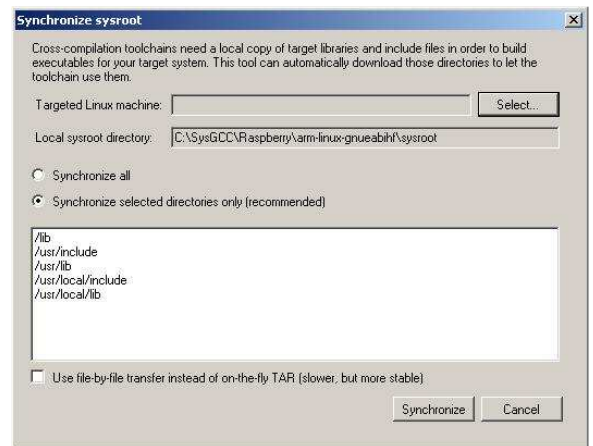 Synchronize sysroot
Cross-compilation toolchains need a local copy of target libraries and include files in order to build
executables for your target system. This tool can automatically download those directories to let the
toolchain use them.
Targeted Linux machine:
Select...
Local sysroot directory: C:\SysGCC\Raspberry\arm-linux-gnueabihf\sysroot
Synchronize all
Synchronize selected directories only (recommended)
/lib
/usr/include
/usr/lib
/usr/local/include
/usr/local/lib
Use file-by-file transfer instead of on-the-fly TAR (slower, but more stable)
Synchronize Cancel